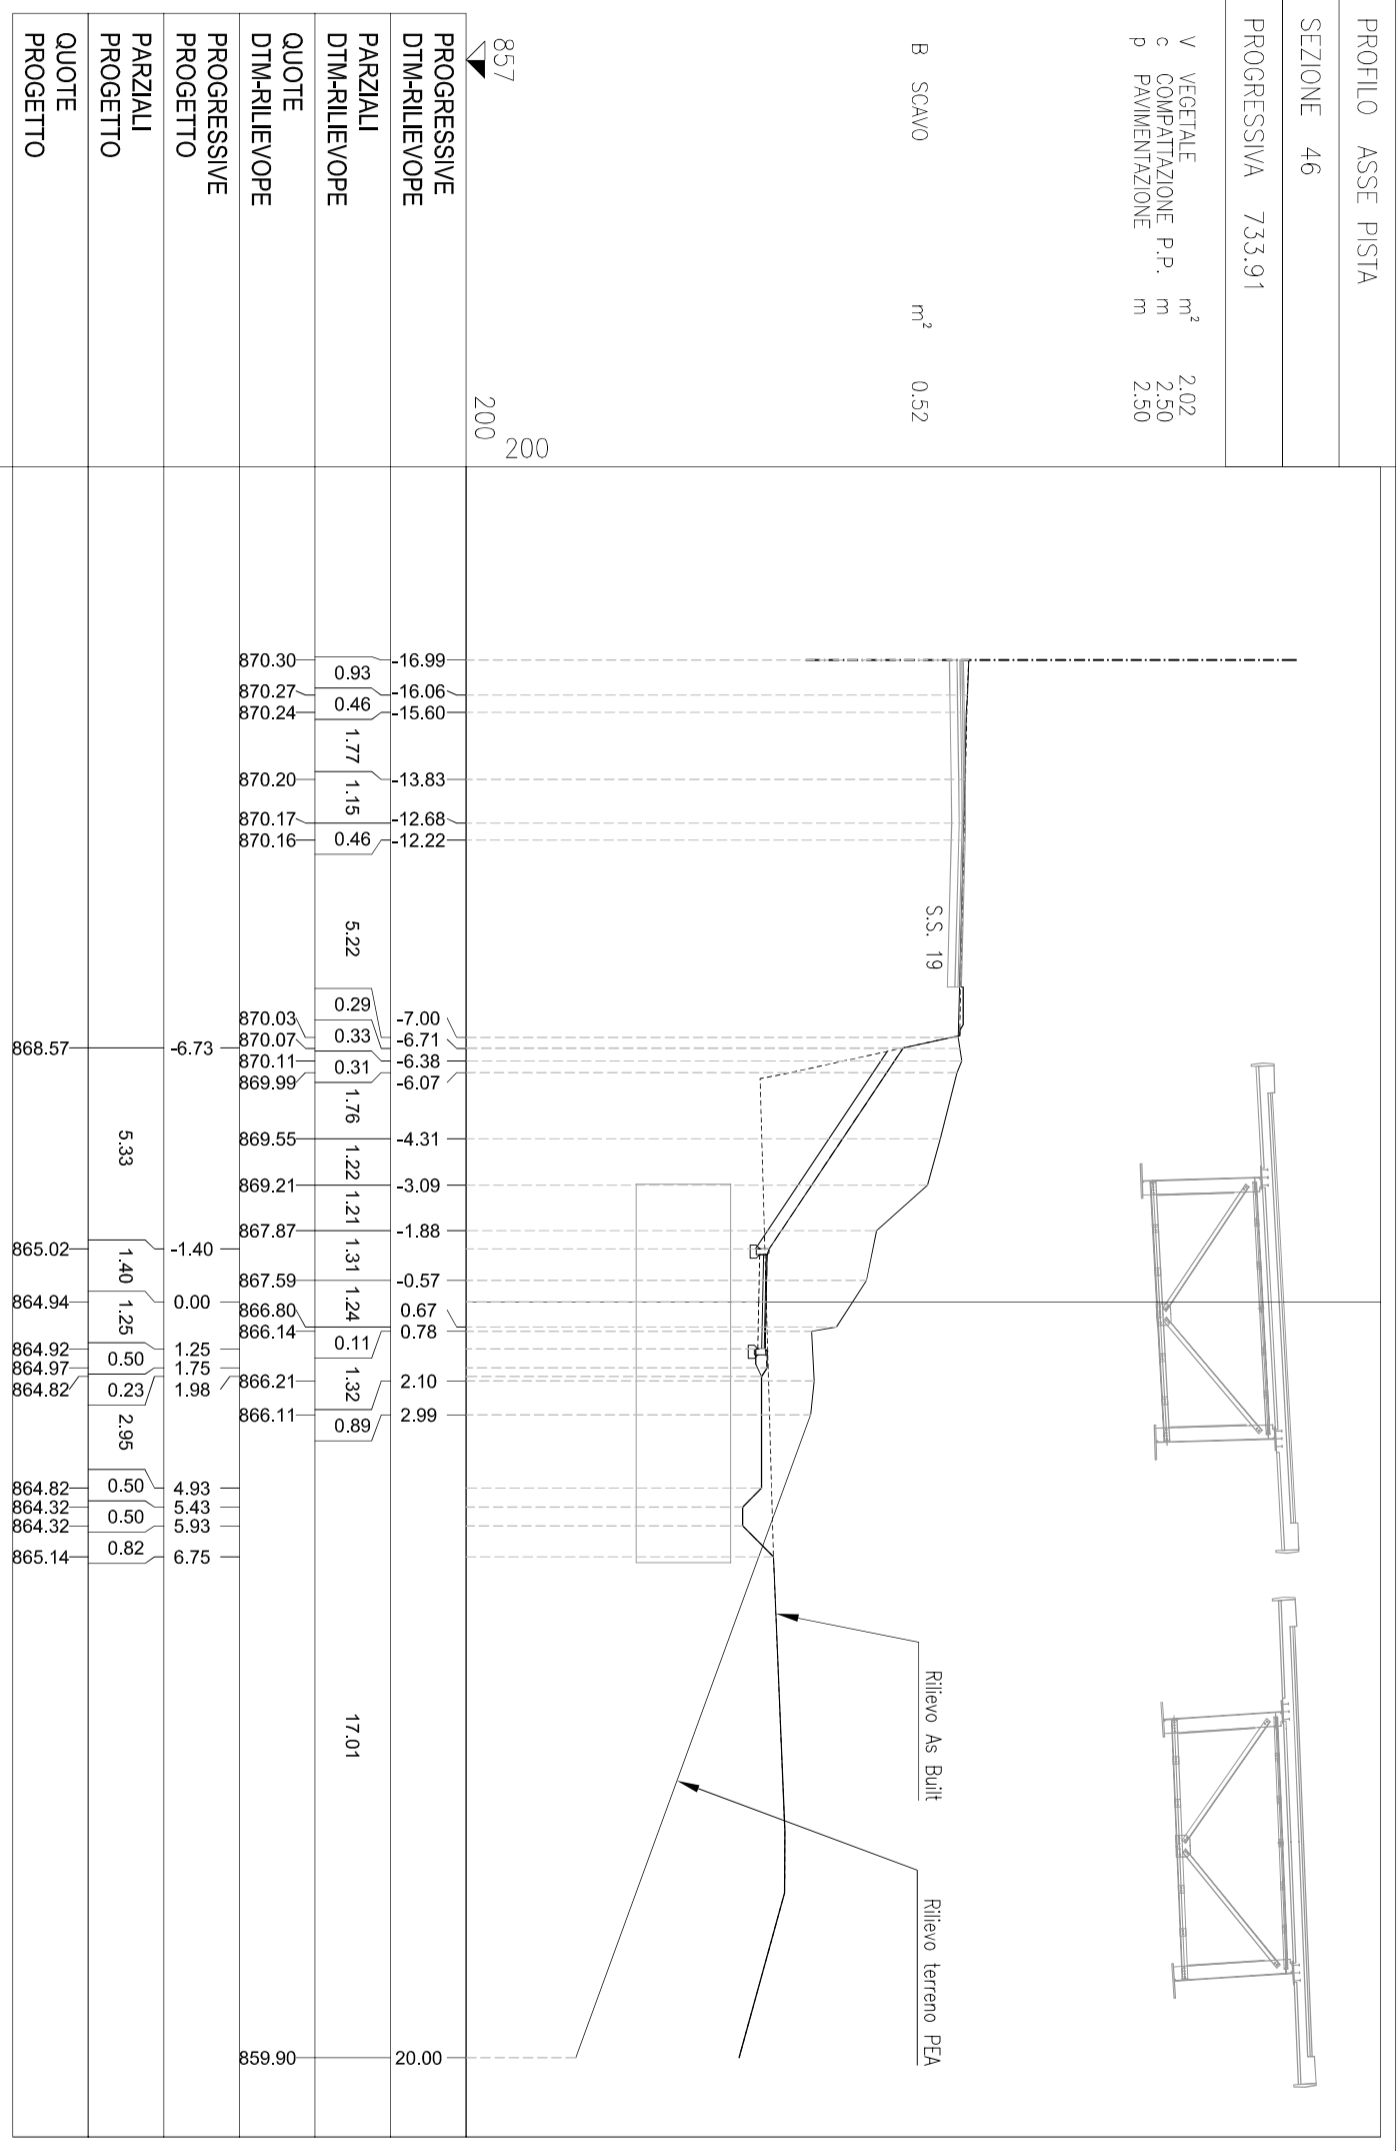 PROFILO ASSE PISTA
SEZIONE 46
PROGRESSIVA 733.91
V VEGETALE m² 2.02
c COMPATTAZIONE P.P. m 2.50
p PAVIMENTAZIONE m 2.50
B SCAVO m² 0.52
S.S. 19
Rilievo As Built
Rilievo terreno PEA
200
200
857
PROGRESSIVE
DTM-RILIEVOPE
-16.99 -16.06 -15.60 -13.83 -12.68 -12.22 -7.00 -6.71 -6.38 -6.07 -4.31 -3.09 -1.88 -0.57 0.67 0.78 2.10 2.99 20.00
PARZIALI
DTM-RILIEVOPE
0.93 0.46 1.77 1.15 0.46 5.22 0.29 0.33 0.31 1.76 1.22 1.21 1.31 1.24 0.11 1.32 0.89 17.01
QUOTE
DTM-RILIEVOPE
870.30 870.27 870.24 870.20 870.17 870.16 870.03 870.07 870.11 869.99 869.55 869.21 867.87 867.59 866.80 866.14 866.21 866.11 859.90
PROGRESSIVE
PROGETTO
-6.73 -1.40 0.00 1.25 1.75 1.98 4.93 5.43 5.93 6.75
PARZIALI
PROGETTO
5.33 1.40 1.25 0.50 0.23 2.95 0.50 0.50 0.82
QUOTE
PROGETTO
868.57 865.02 864.94 864.92 864.97 864.82 864.82 864.32 864.32 865.14